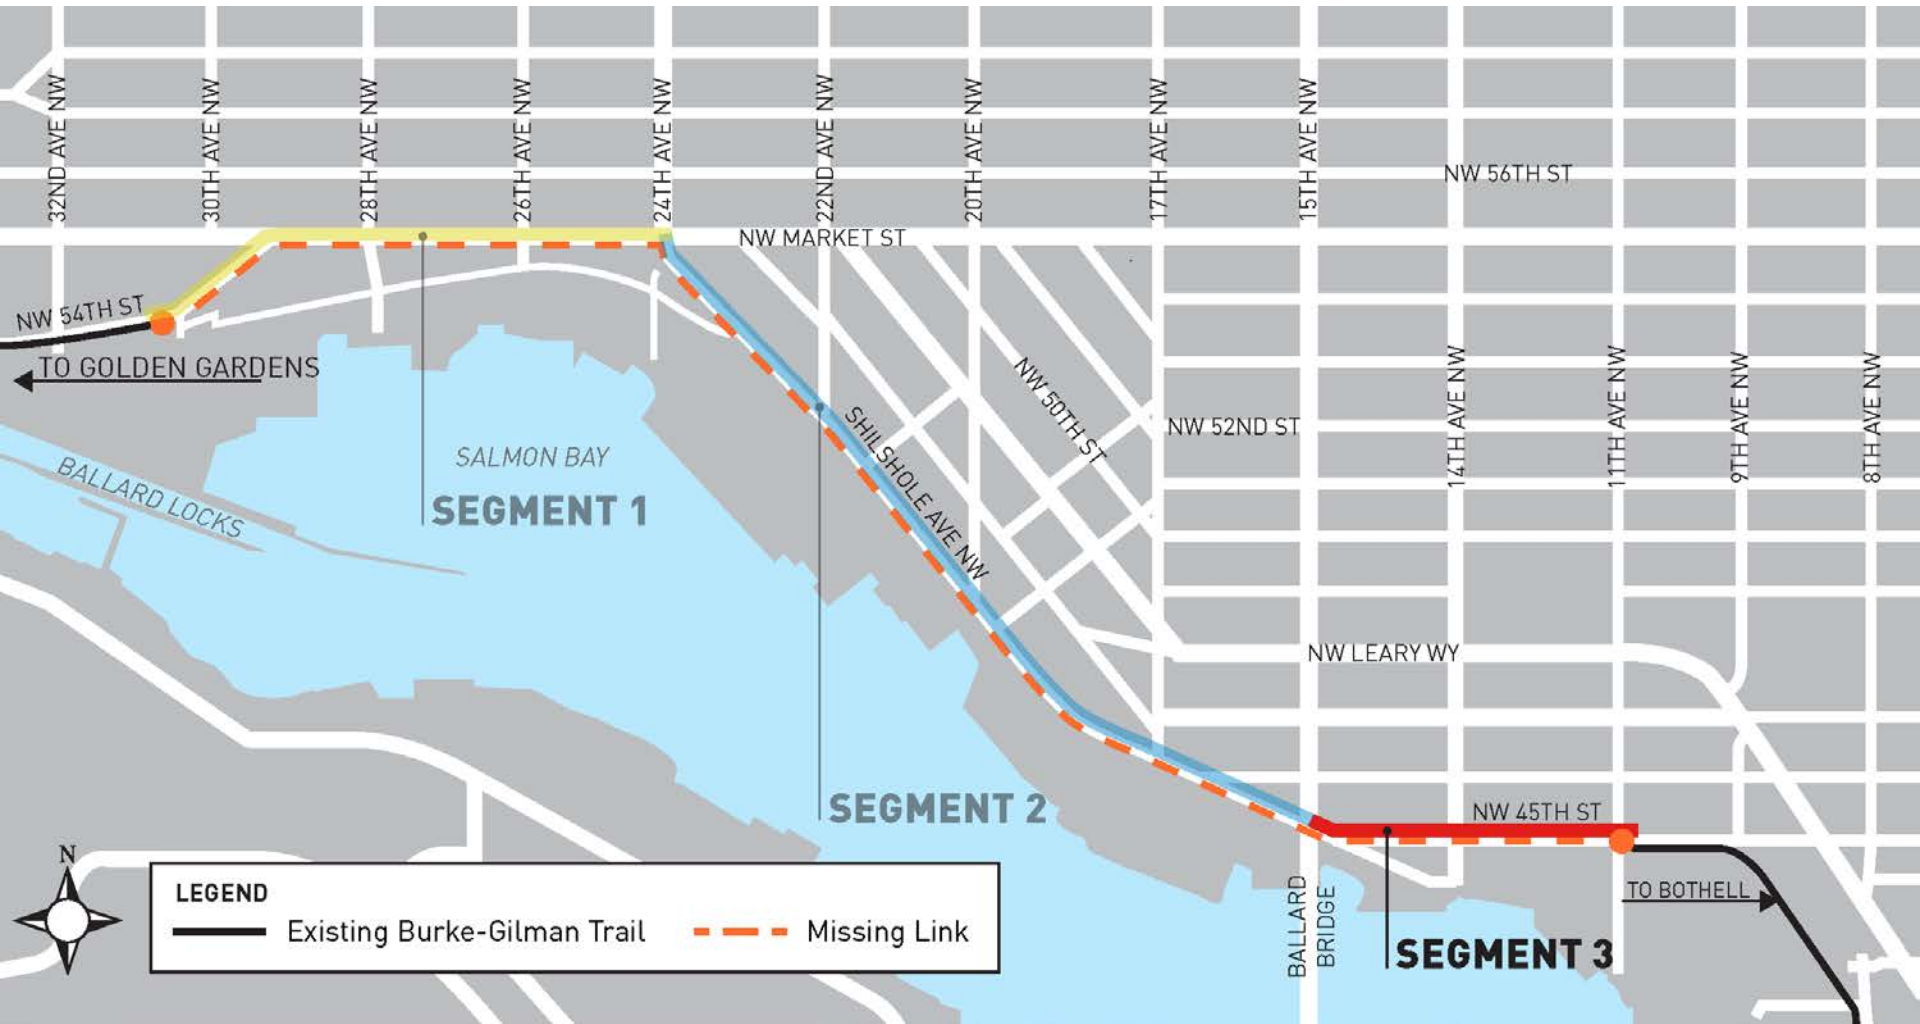 32ND AVE NW
30TH AVE NW
28TH AVE NW
26TH AVE NW
24TH AVE NW
22ND AVE NW
20TH AVE NW
17TH AVE NW
15TH AVE NW
NW 56TH ST
NW MARKET ST
NW 54TH ST
TO GOLDEN GARDENS
NW 50TH ST
NW 52ND ST
14TH AVE NW
11TH AVE NW
9TH AVE NW
8TH AVE NW
SHILSHOLE AVE NW
SALMON BAY
BALLARD LOCKS
SEGMENT 1
NW LEARY WY
SEGMENT 2
NW 45TH ST
TO BOTHELL
BALLARD
BRIDGE
SEGMENT 3
N
LEGEND
Existing Burke-Gilman Trail
Missing Link